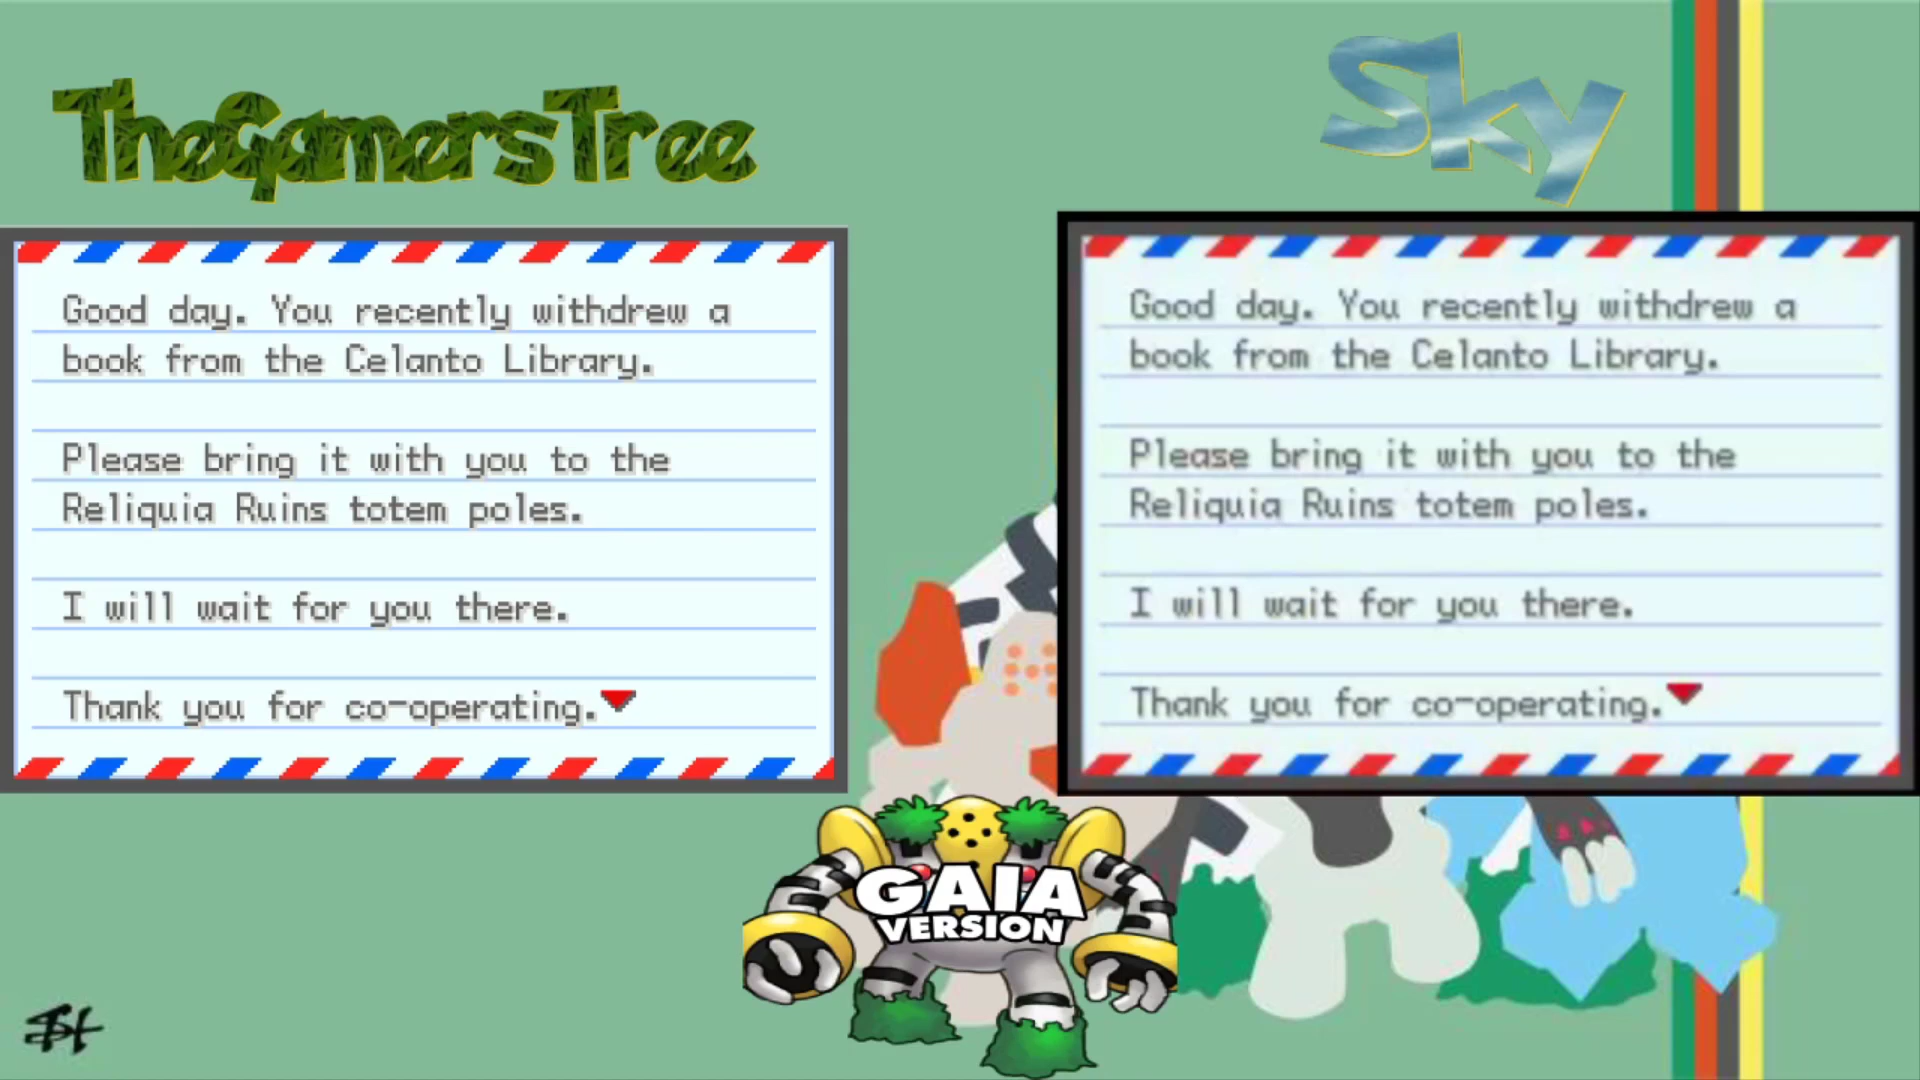 TheGamersTree
Sky
Good day. You recently withdrew a
book from the Celanto Library.
Please bring it with you to the
Reliquia Ruins totem poles.
I will wait for you there.
Thank you for co-operating.
Good day. You recently withdrew a
book from the Celanto Library.
Please bring it with you to the
Reliquia Ruins totem poles.
I will wait for you there.
Thank you for co-operating.
GAIA
VERSION